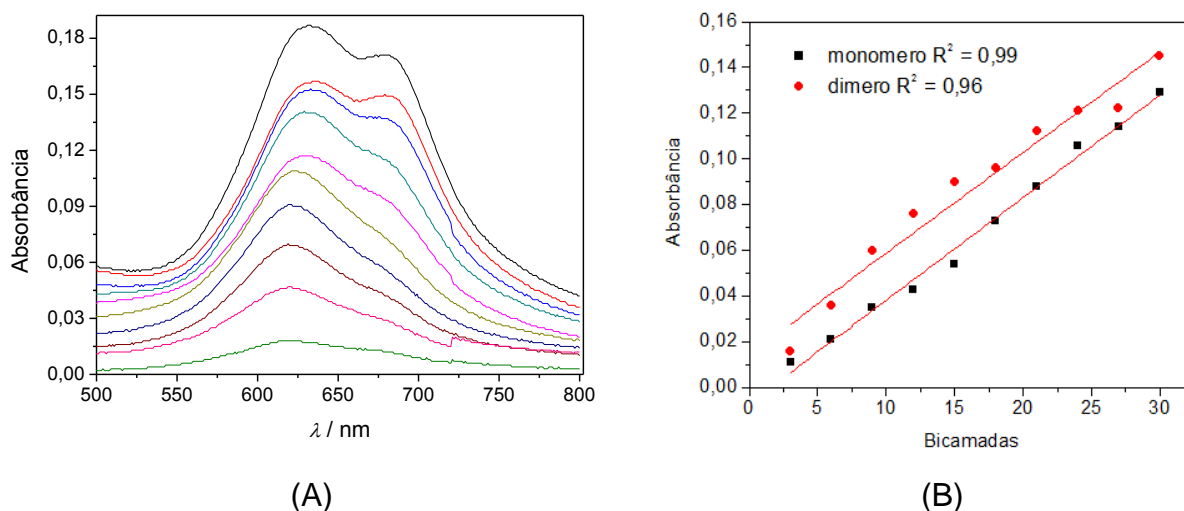 0,18
0,15
0,12
0,09
0,06
0,03
0,00
Absorbância
500 550 600 650 700 750 800
λ / nm
(A)
0,16
0,14
0,12
0,10
0,08
0,06
0,04
0,02
0,00
Absorbância
monomero R² = 0,99
dimero R² = 0,96
0 5 10 15 20 25 30
Bicamadas
(B)